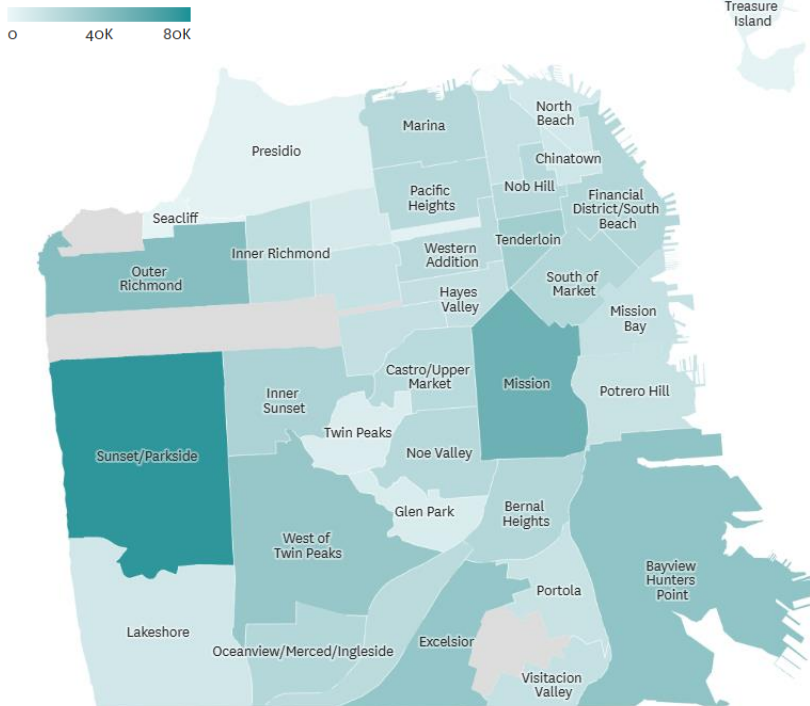 0 40K 80K
Treasure
Island
North
Beach
Marina
Presidio
Chinatown
Nob Hill
Pacific
Heights
Financial
District/South
Beach
Seacliff
Tenderloin
Inner Richmond
Western
Addition
Outer
Richmond
South of
Market
Hayes
Valley
Mission
Bay
Castro/Upper
Market
Mission
Potrero Hill
Inner
Sunset
Twin Peaks
Noe Valley
Sunset/Parkside
Glen Park
Bernal
Heights
West of
Twin Peaks
Bayview
Hunters
Point
Portola
Lakeshore
Excelsior
Oceanview/Merced/Ingleside
Visitacion
Valley